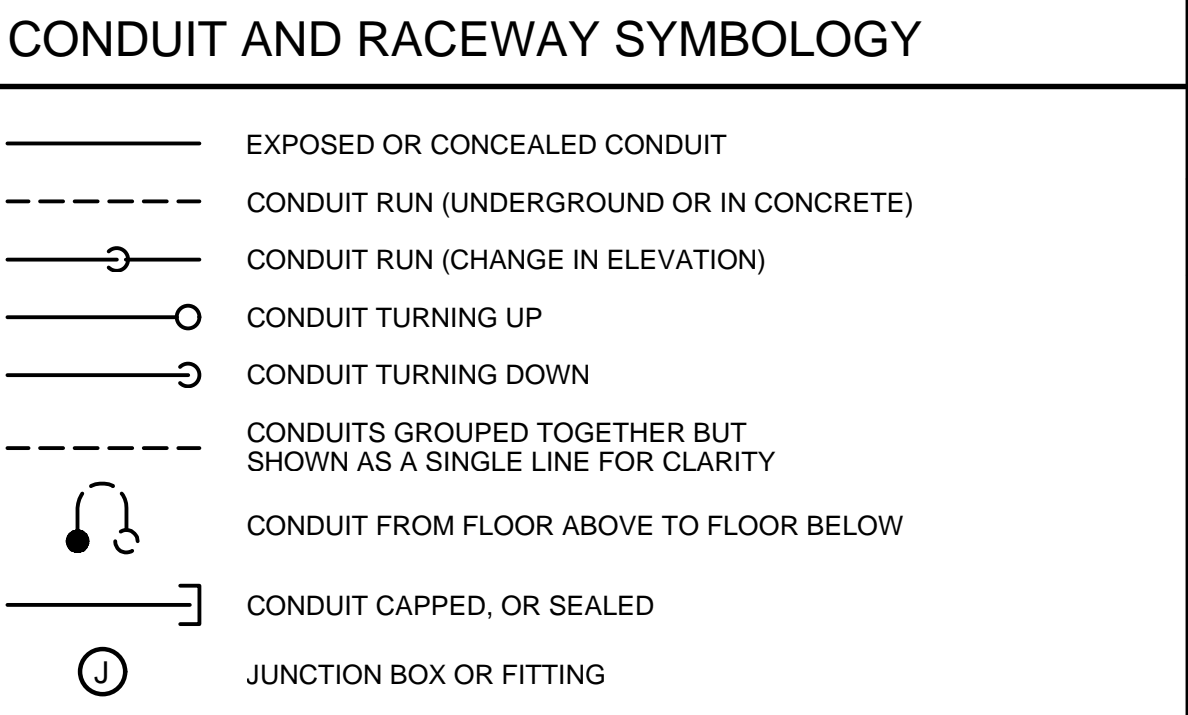 CONDUIT AND RACEWAY SYMBOLOGY
EXPOSED OR CONCEALED CONDUIT
CONDUIT RUN (UNDERGROUND OR IN CONCRETE)
CONDUIT RUN (CHANGE IN ELEVATION)
CONDUIT TURNING UP
CONDUIT TURNING DOWN
CONDUITS GROUPED TOGETHER BUT
SHOWN AS A SINGLE LINE FOR CLARITY
CONDUIT FROM FLOOR ABOVE TO FLOOR BELOW
CONDUIT CAPPED, OR SEALED
J JUNCTION BOX OR FITTING